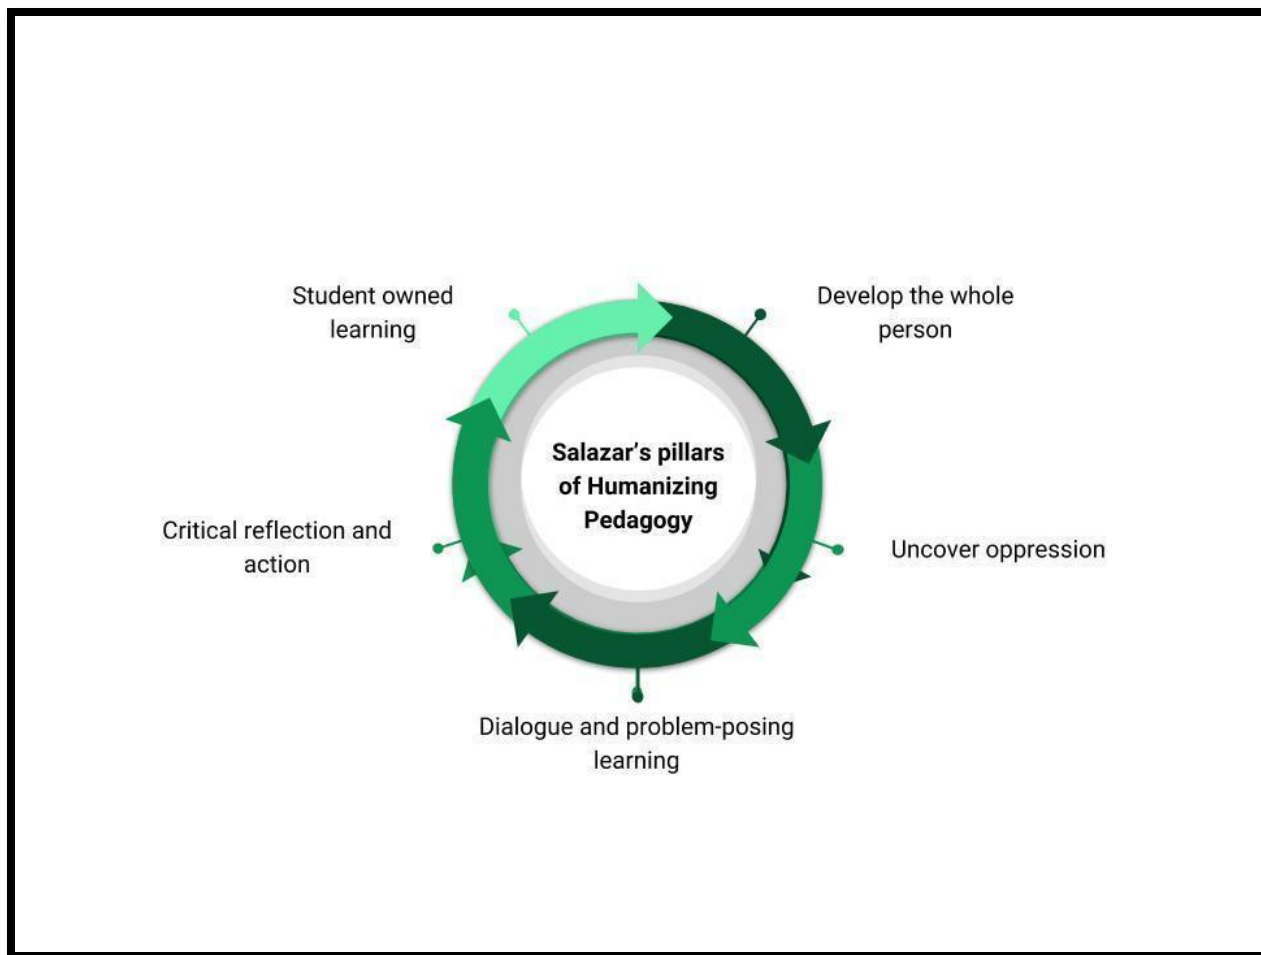 Student owned
learning
Develop the whole
person
Salazar’s pillars
of Humanizing
Pedagogy
Critical reflection and
action
Uncover oppression
Dialogue and problem-posing
learning